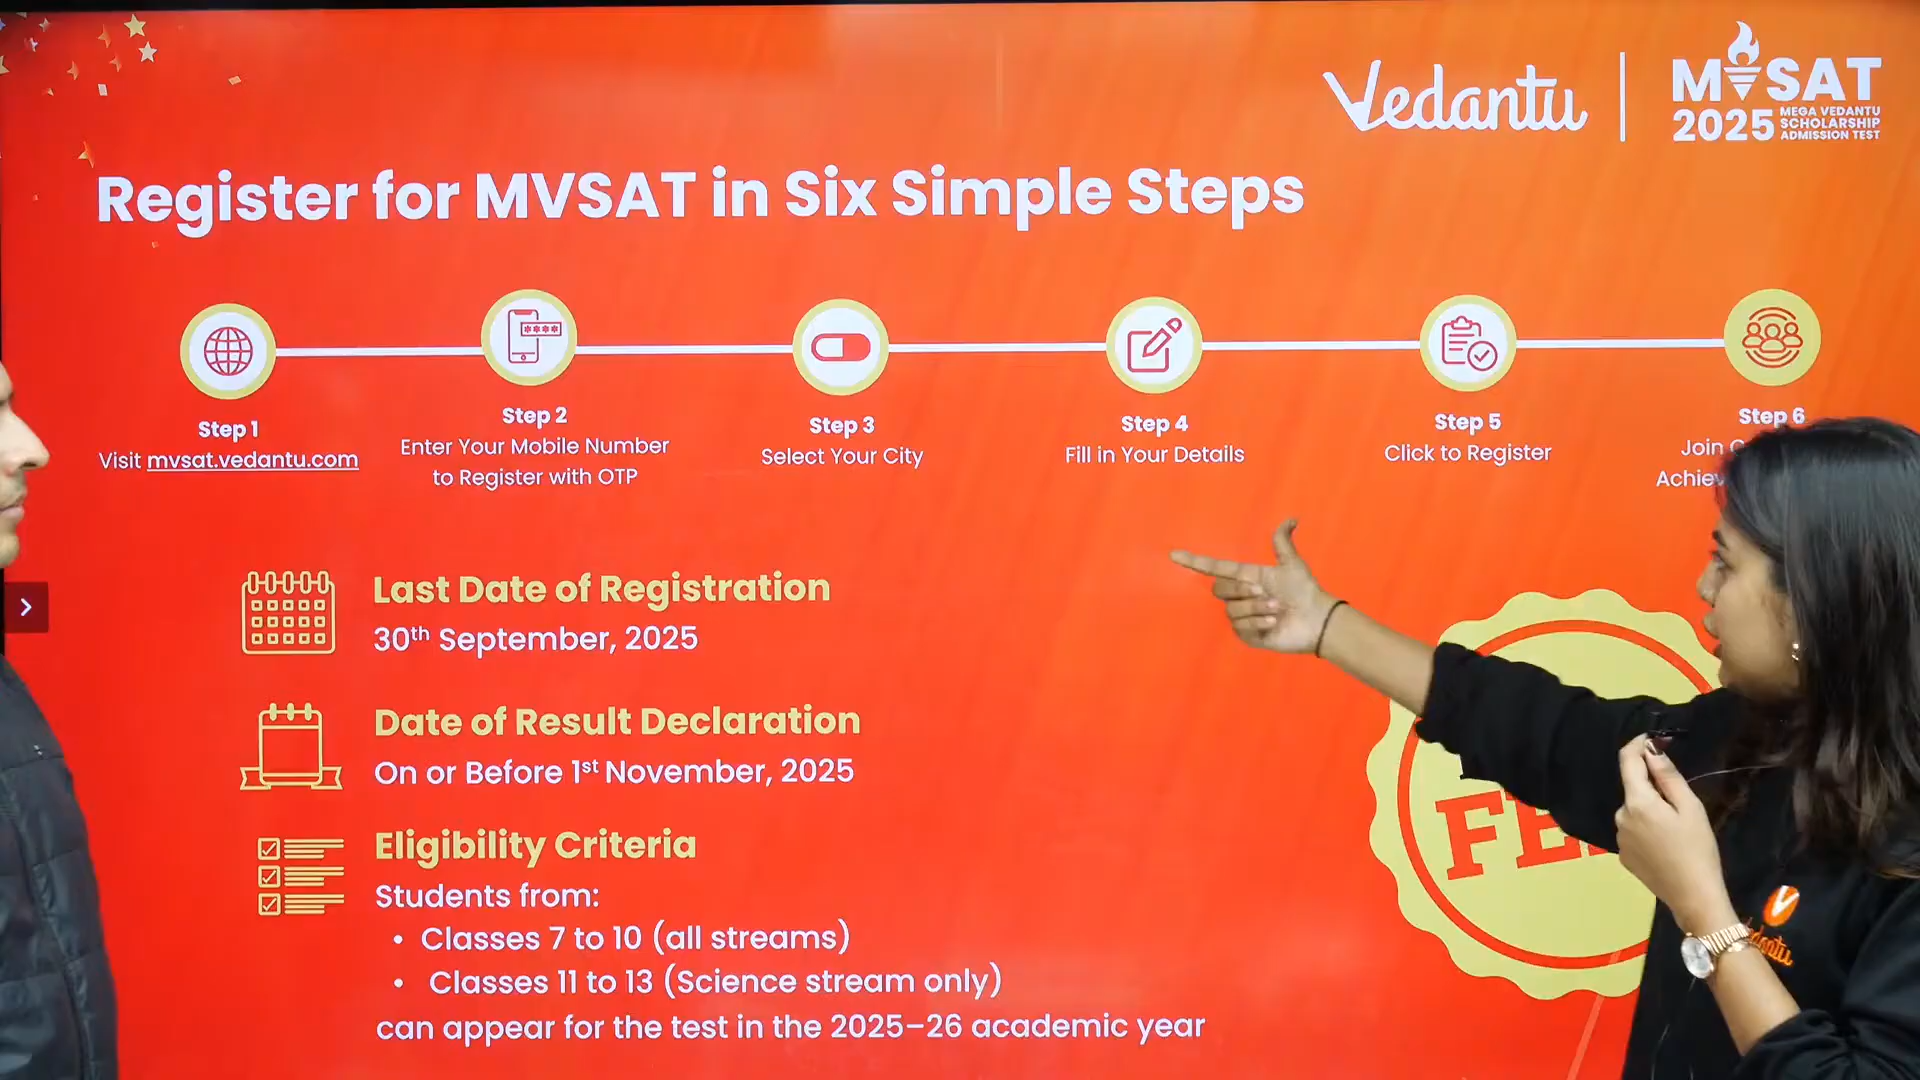 Vedantu
MVSAT
2025 MEGA VEDANTU
SCHOLARSHIP
ADMISSION TEST
Register for MVSAT in Six Simple Steps
Step 1
Visit mvsat.vedantu.com
Step 2
Enter Your Mobile Number
to Register with OTP
Step 3
Select Your City
Step 4
Fill in Your Details
Step 5
Click to Register
Step 6
Join
Last Date of Registration
30th September, 2025
Date of Result Declaration
On or Before 1st November, 2025
Eligibility Criteria
Students from:
• Classes 7 to 10 (all streams)
• Classes 11 to 13 (Science stream only)
can appear for the test in the 2025–26 academic year